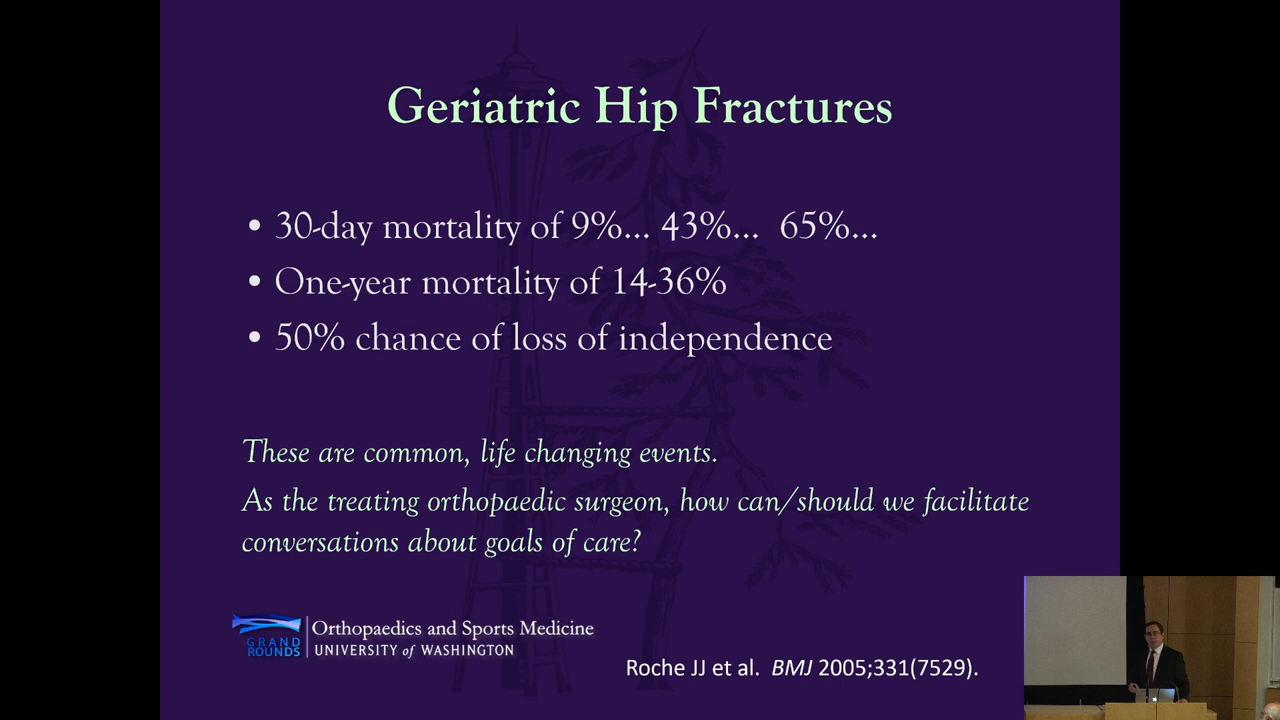 Geriatric Hip Fractures
• 30-day mortality of 9%... 43%... 65%...
• One-year mortality of 14-36%
• 50% chance of loss of independence
These are common, life changing events.
As the treating orthopaedic surgeon, how can/should we facilitate
conversations about goals of care?
GRAND
ROUNDS
Orthopaedics and Sports Medicine
UNIVERSITY of WASHINGTON
Roche JJ et al. BMJ 2005;331(7529).